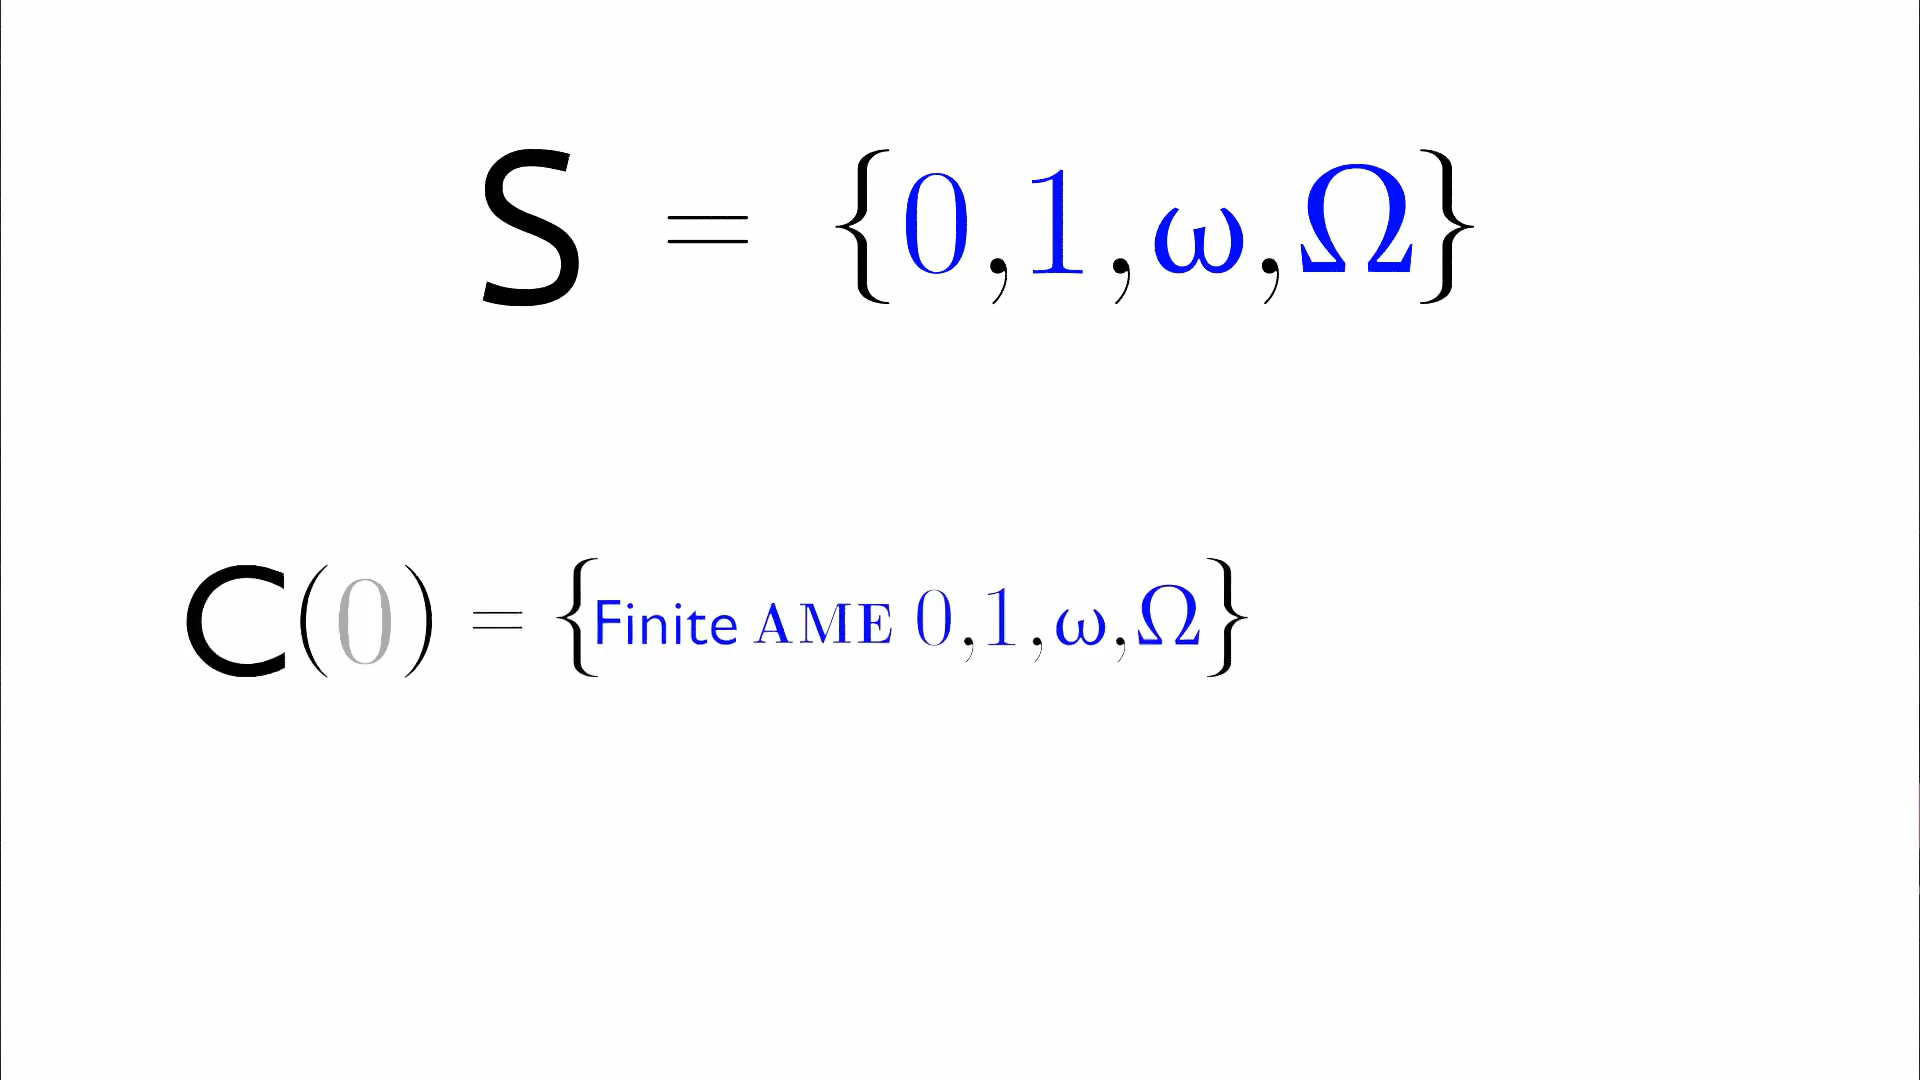 S = {0,1,ω,Ω}
C(0) = {Finite AME 0,1,ω,Ω}